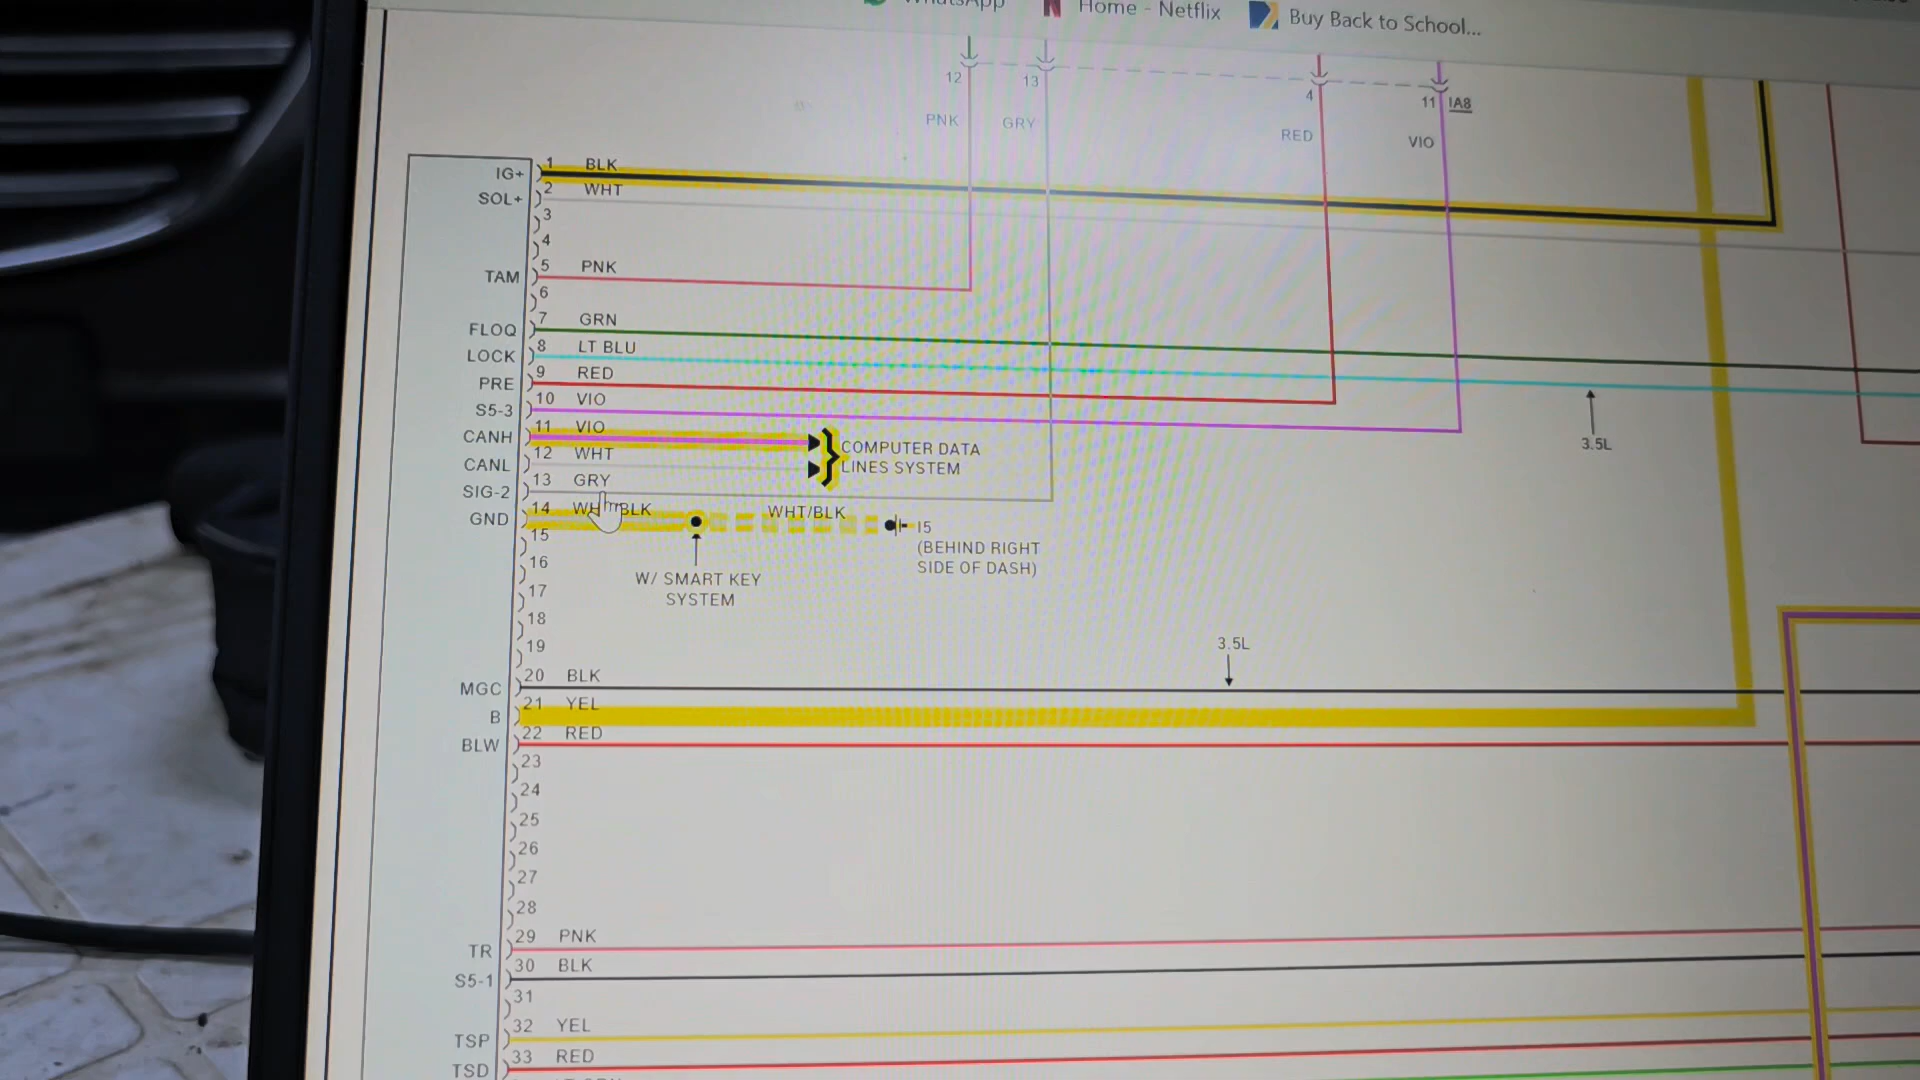 WhatsApp
Home - Netflix
Buy Back to School...
12
13
4
11 IA8
PNK
GRY
RED
VIO
IG+ 1 BLK
SOL+ 2 WHT
3
4
TAM 5 PNK
6
FLOQ 7 GRN
LOCK 8 LT BLU
PRE 9 RED
S5-3 10 VIO
CANH 11 VIO
CANL 12 WHT
COMPUTER DATA
LINES SYSTEM
3.5L
SIG-2 13 GRY
GND 14 WHT/BLK
WHT/BLK
I5
(BEHIND RIGHT
SIDE OF DASH)
W/ SMART KEY
SYSTEM
15
16
17
18
19
3.5L
MGC 20 BLK
B 21 YEL
BLW 22 RED
23
24
25
26
27
28
TR 29 PNK
S5-1 30 BLK
31
TSP 32 YEL
TSD 33 RED